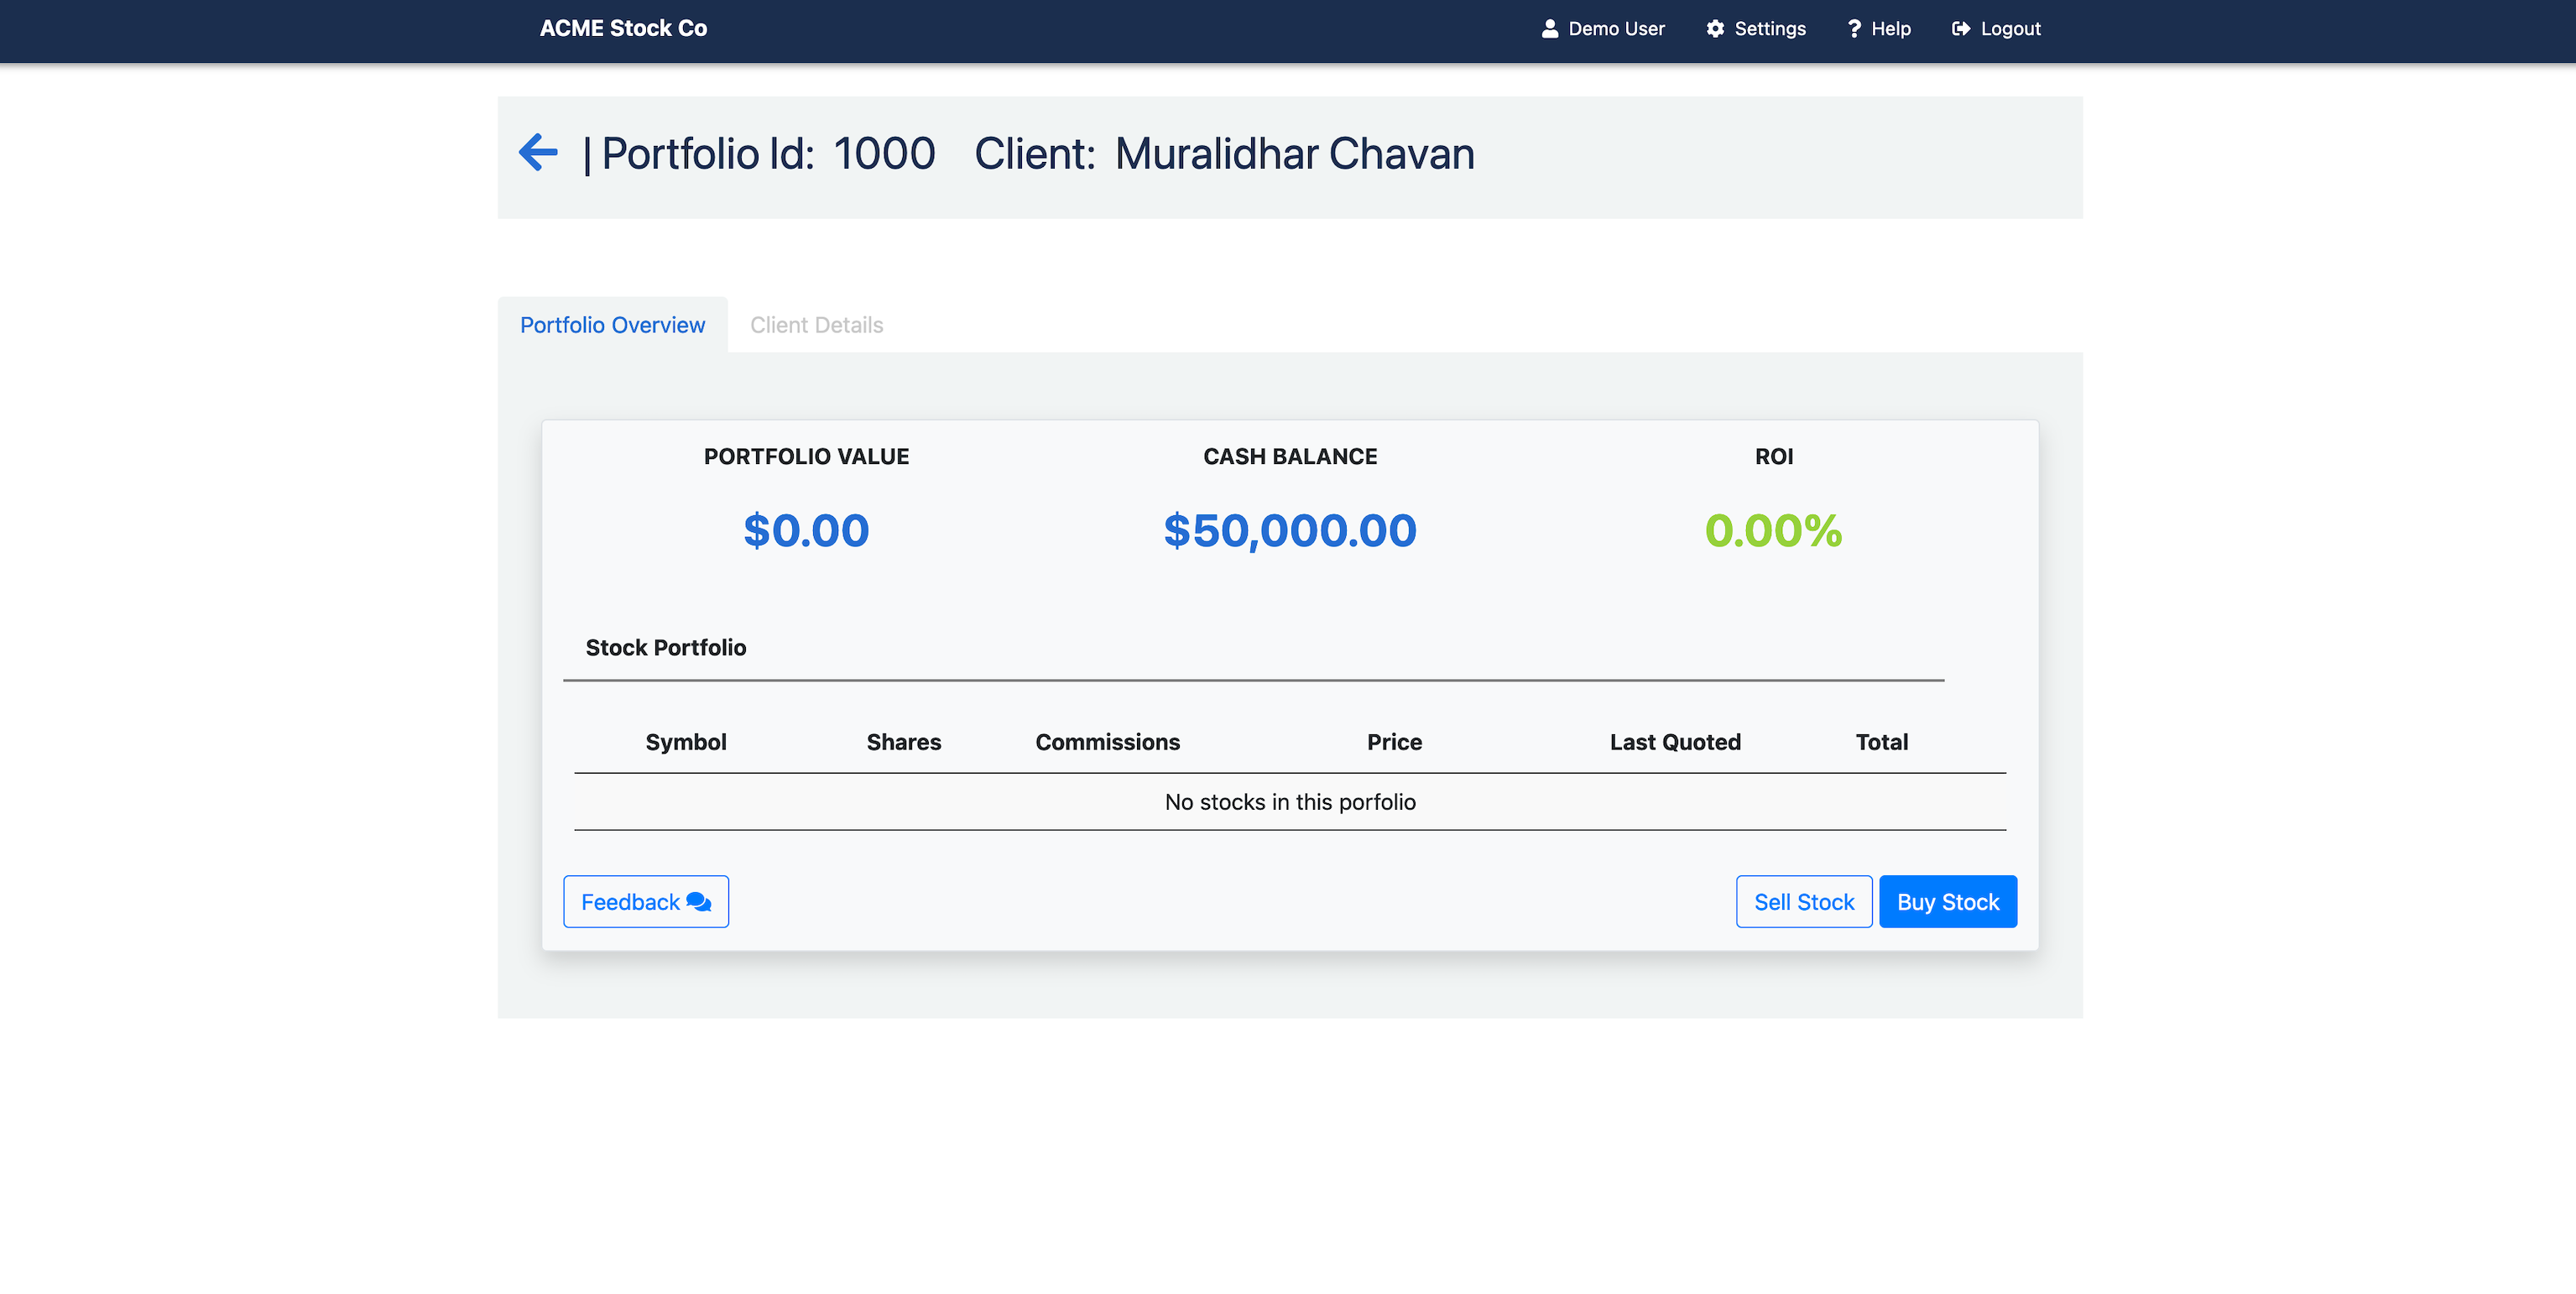 ACME Stock Co
Demo User Settings Help Logout
| Portfolio Id: 1000 Client: Muralidhar Chavan
Portfolio Overview Client Details
PORTFOLIO VALUE CASH BALANCE ROI
$0.00 $50,000.00 0.00%
Stock Portfolio
Symbol Shares Commissions Price Last Quoted Total
No stocks in this porfolio
Feedback Sell Stock Buy Stock